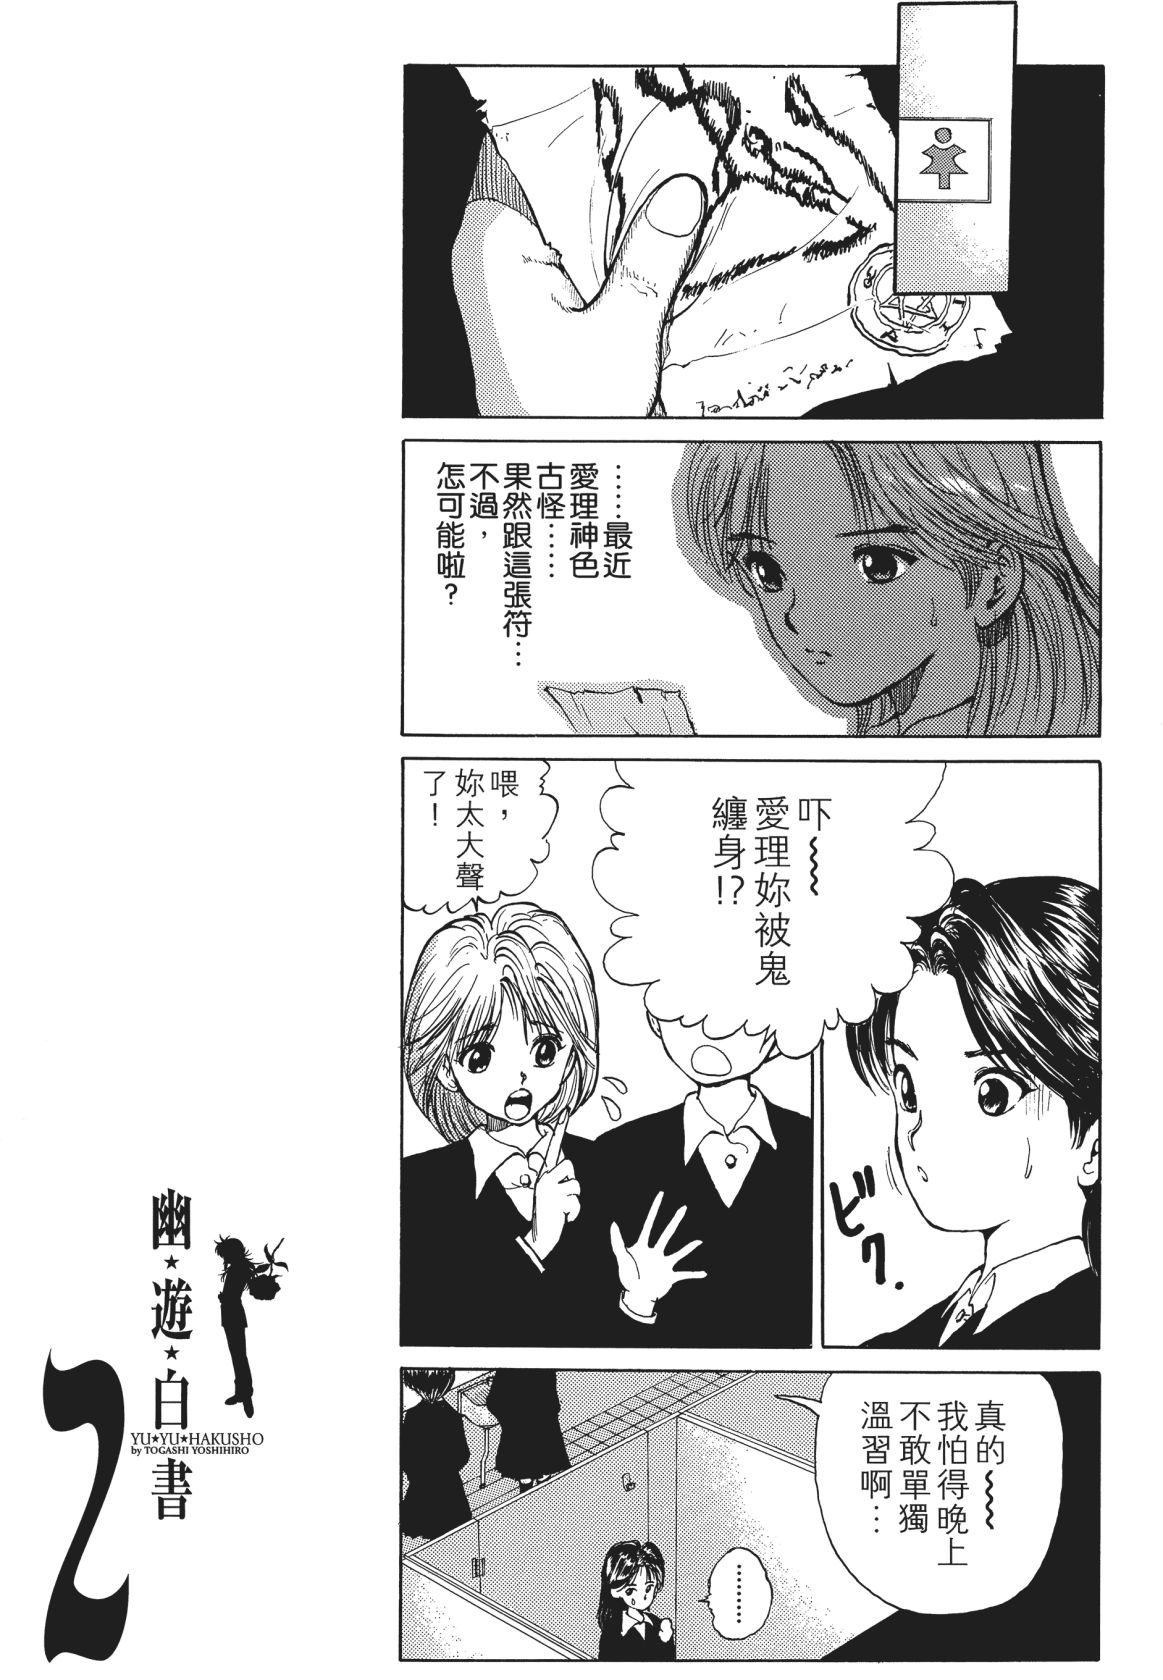 ……最近
愛理神色
古怪……
果然跟這張符…
不過，
怎可能啦？
吓~~
愛理妳被鬼
纏身!?
喂，
妳太大聲
了！
ビク.
真的~~
我怕得晚上
不敢單獨
溫習啊…
………
幽★遊★白書
YU★YU★HAKUSHO
by TOGASHI YOSHIHIRO
2